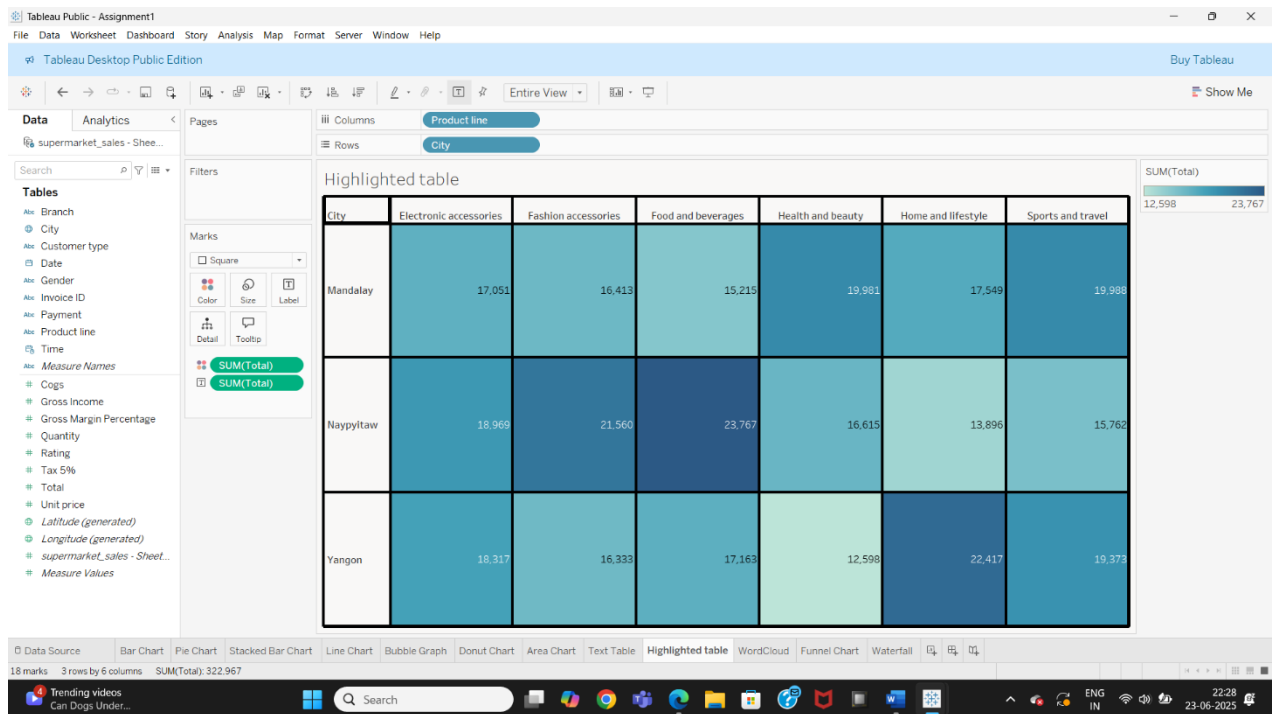 Tableau Public - Assignment1
File Data Worksheet Dashboard Story Analysis Map Format Server Window Help
Tableau Desktop Public Edition Buy Tableau
Entire View Show Me
Data Analytics
supermarket_sales - Shee...
Search
Tables
Abc Branch
City
Abc Customer type
Date
Abc Gender
Abc Invoice ID
Abc Payment
Abc Product line
Time
Abc Measure Names
# Cogs
# Gross Income
# Gross Margin Percentage
# Quantity
# Rating
# Tax 5%
# Total
# Unit price
Latitude (generated)
Longitude (generated)
# supermarket_sales - Sheet...
# Measure Values
Pages
Filters
Marks
Square
Color Size Label
Detail Tooltip
SUM(Total)
SUM(Total)
iii Columns Product line
Rows City
Highlighted table
City Electronic accessories Fashion accessories Food and beverages Health and beauty Home and lifestyle Sports and travel
Mandalay 17,051 16,413 15,215 19,981 17,549 19,988
Naypyitaw 18,969 21,560 23,767 16,615 13,896 15,762
Yangon 18,317 16,333 17,163 12,598 22,417 19,373
SUM(Total)
12,598 23,767
Data Source Bar Chart Pie Chart Stacked Bar Chart Line Chart Bubble Graph Donut Chart Area Chart Text Table Highlighted table WordCloud Funnel Chart Waterfall
18 marks 3 rows by 6 columns SUM(Total): 322,967
4 Trending videos
Can Dogs Under...
Search
ENG
IN
22:28
23-06-2025